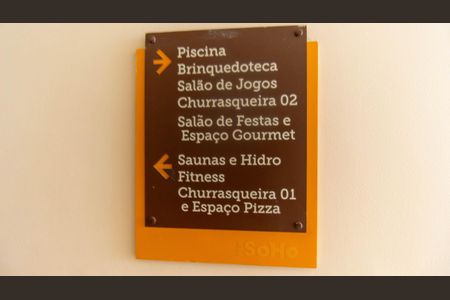 Piscina
Brinquedoteca
Salão de Jogos
Churrasqueira 02
Salão de Festas e
Espaço Gourmet
Saunas e Hidro
Fitness
Churrasqueira 01
e Espaço Pizza
SoHo